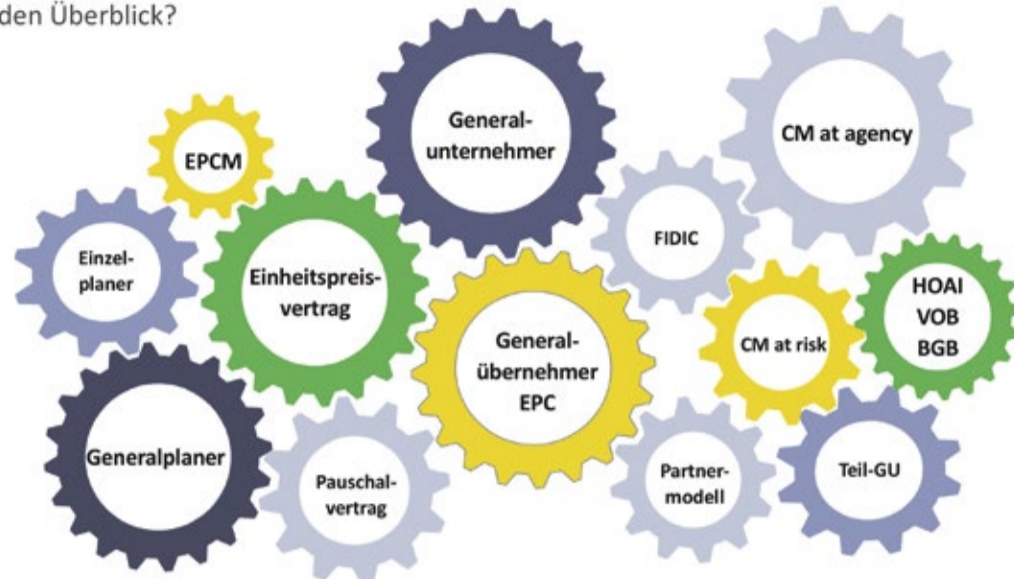 den Überblick?
EPCM
General-
unternehmer
CM at agency
Einzel-
planer
Einheitspreis-
vertrag
FIDIC
General-
übernehmer
EPC
CM at risk
HOAI
VOB
BGB
Generalplaner
Pauschal-
vertrag
Partner-
modell
Teil-GU